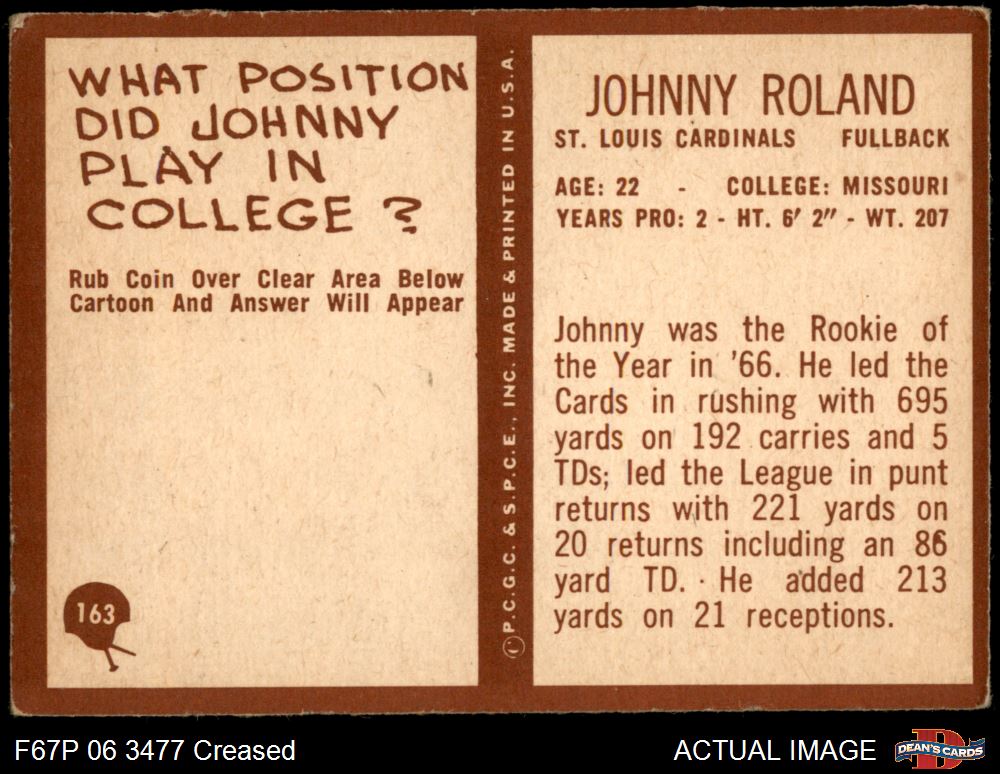 WHAT POSITION
DID JOHNNY
PLAY IN
COLLEGE ?
Rub Coin Over Clear Area Below
Cartoon And Answer Will Appear
163
© P.C.G.C. & S.P.C.E., INC. MADE & PRINTED IN U.S.A.
JOHNNY ROLAND
ST. LOUIS CARDINALS FULLBACK
AGE: 22 - COLLEGE: MISSOURI
YEARS PRO: 2 - HT. 6' 2" - WT. 207
Johnny was the Rookie of
the Year in '66. He led the
Cards in rushing with 695
yards on 192 carries and 5
TDs; led the League in punt
returns with 221 yards on
20 returns including an 86
yard TD. · He added 213
yards on 21 receptions.
F67P 06 3477 Creased
ACTUAL IMAGE
DEAN'S CARDS